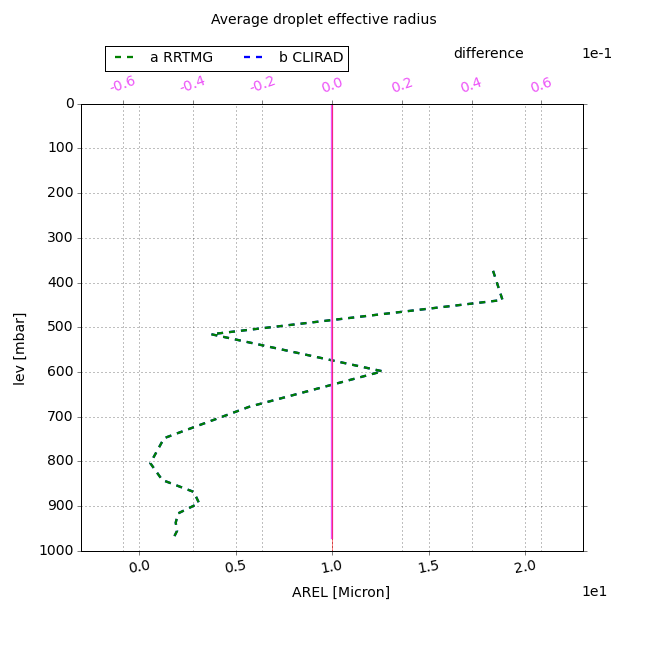 Average droplet effective radius
a RRTMG b CLIRAD difference 1e-1
-0.6 -0.4 -0.2 0.0 0.2 0.4 0.6
0
100
200
300
400
500
600
700
800
900
1000
lev [mbar]
0.0 0.5 1.0 1.5 2.0
AREL [Micron] 1e1